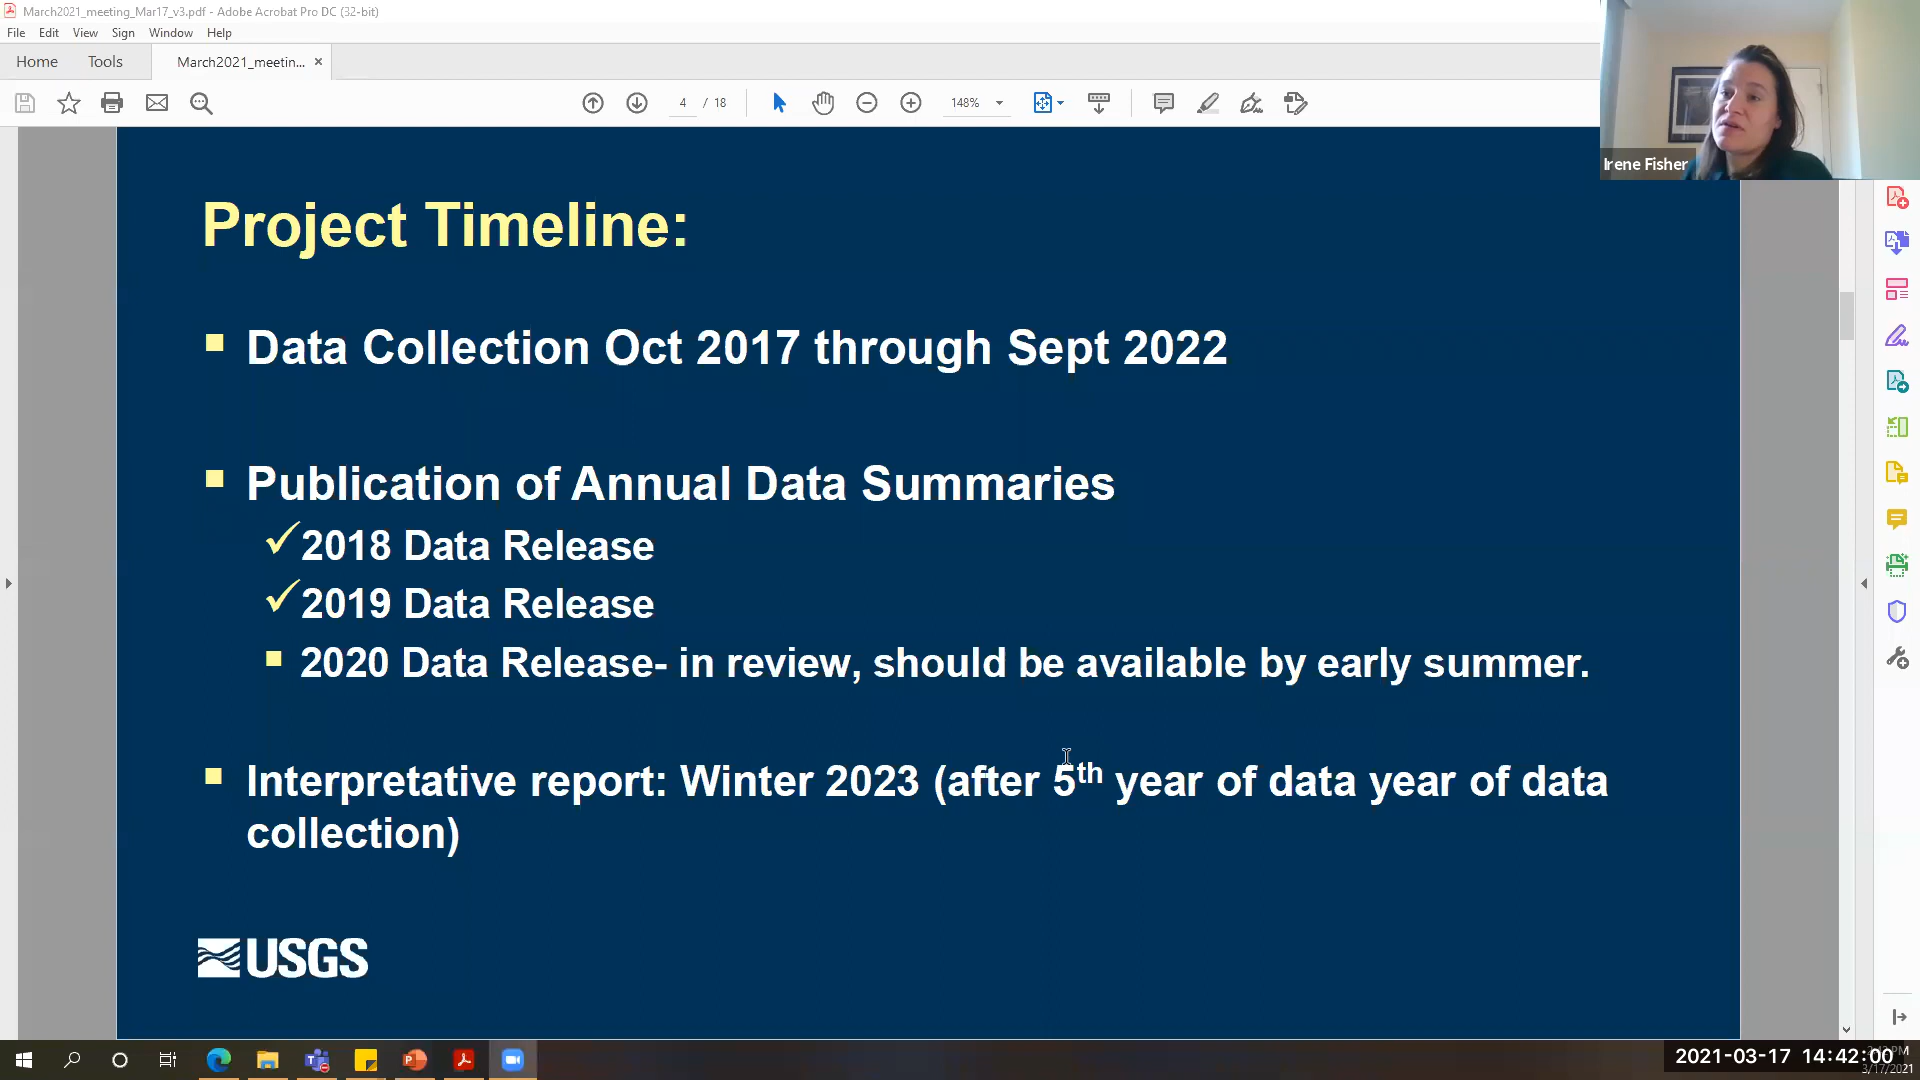 March2021_meeting_Mar17_v3.pdf - Adobe Acrobat Pro DC (32-bit)
File Edit View Sign Window Help
Home Tools March2021_meetin... ×
4 / 18 148%
Irene Fisher
Project Timeline:
Data Collection Oct 2017 through Sept 2022
Publication of Annual Data Summaries
2018 Data Release
2019 Data Release
2020 Data Release- in review, should be available by early summer.
Interpretative report: Winter 2023 (after 5th year of data year of data
collection)
USGS
2021-03-17 14:42:00
3/17/2021